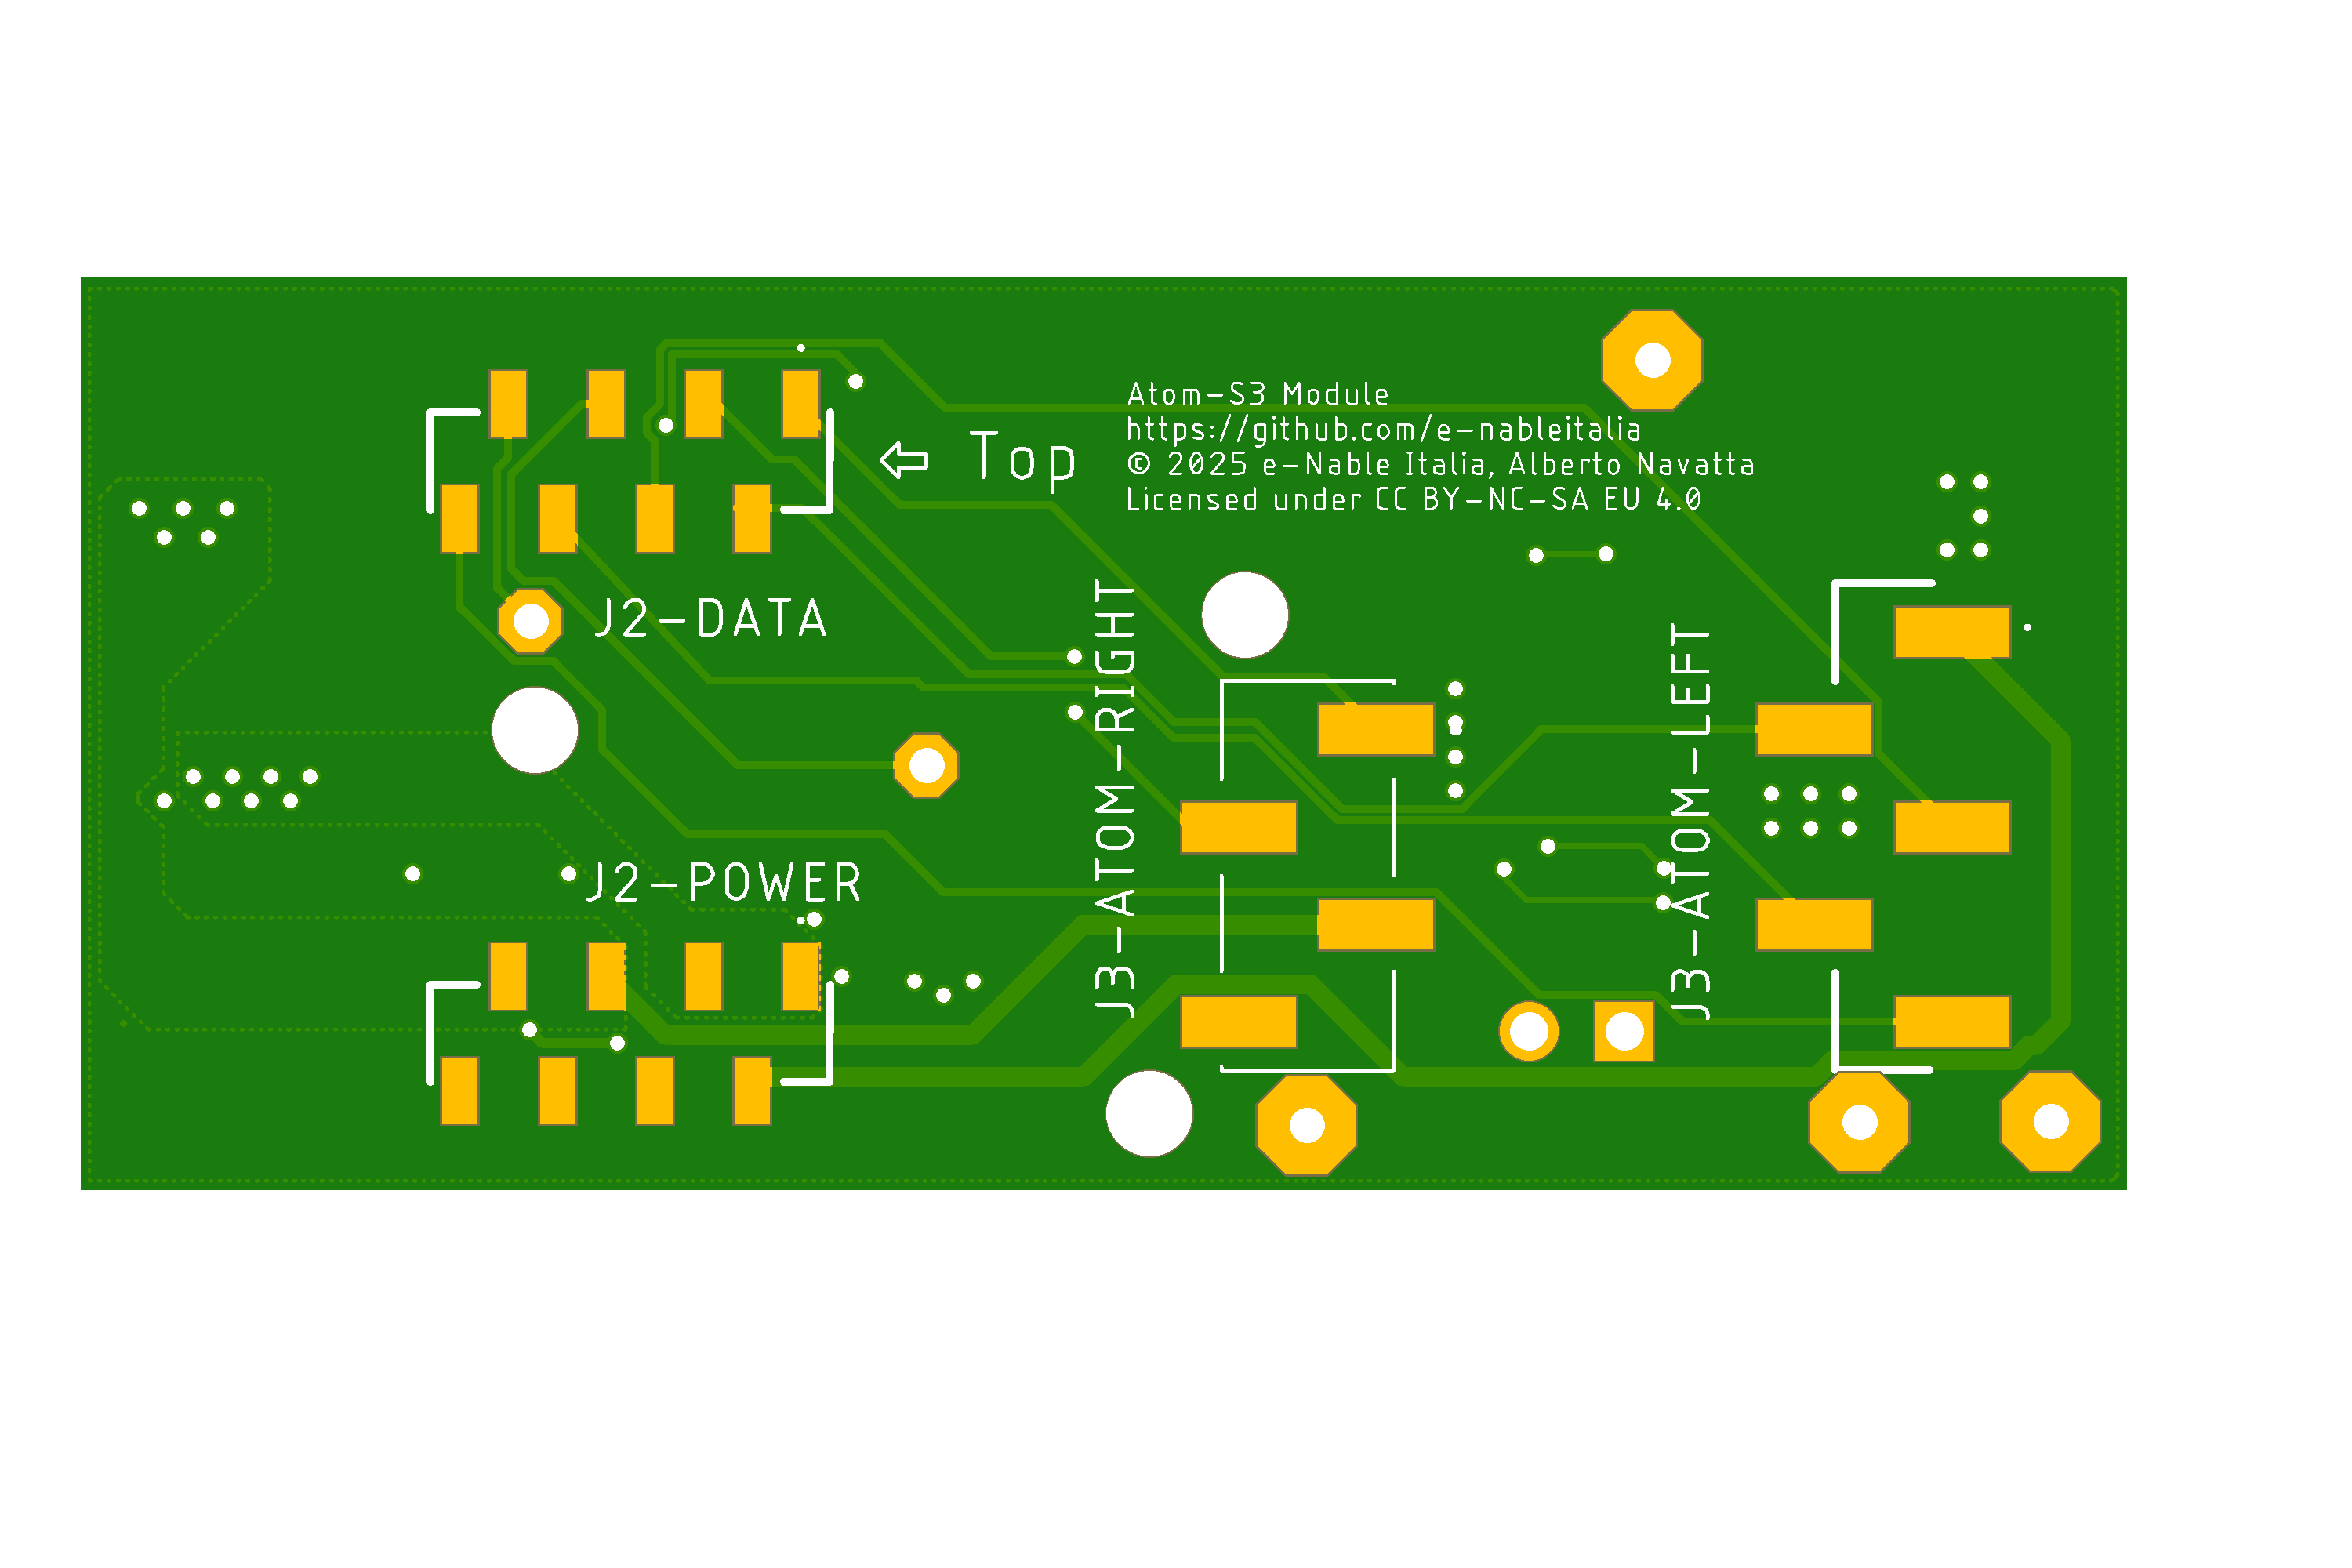 Atom-S3 Module
https://github.com/e-nableitalia
© 2025 e-Nable Italia, Alberto Navatta
Licensed under CC BY-NC-SA EU 4.0
Top
J2-DATA
J3-ATOM-RIGHT
J3-ATOM-LEFT
J2-POWER